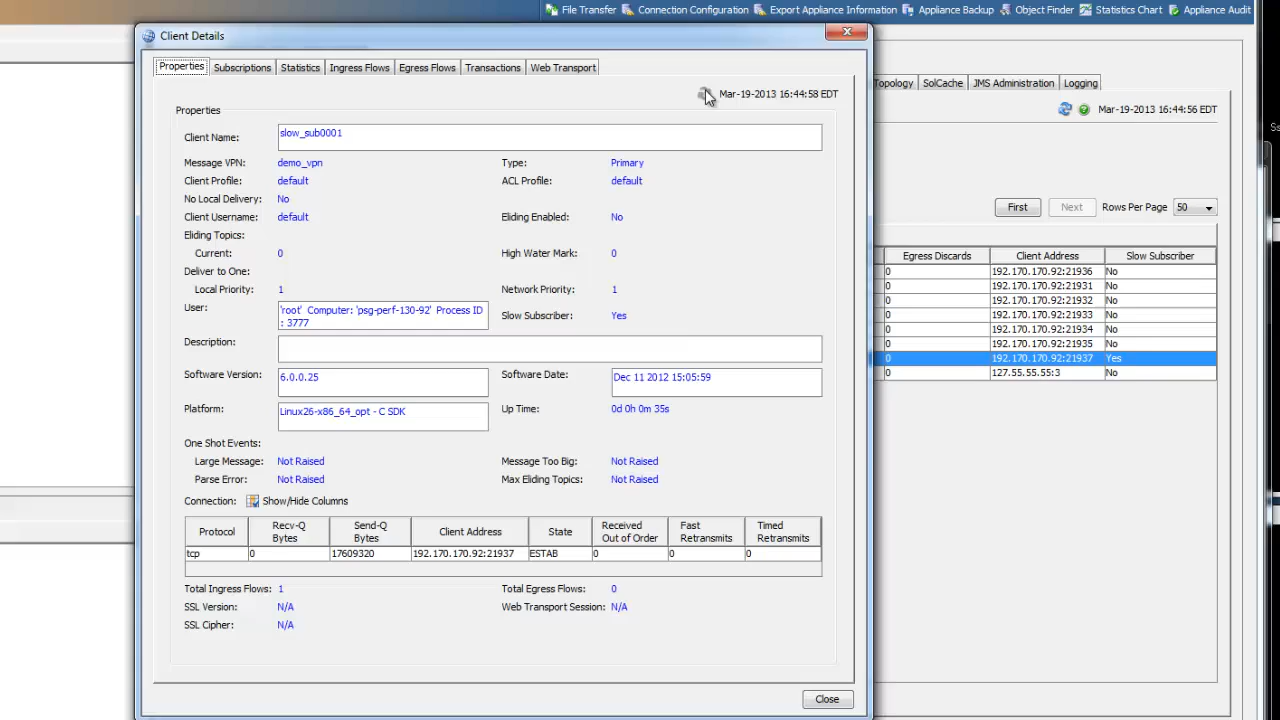 File Transfer Connection Configuration Export Appliance Information Appliance Backup Object Finder Statistics Chart Appliance Audit
Client Details
Properties Subscriptions Statistics Ingress Flows Egress Flows Transactions Web Transport
Mar-19-2013 16:44:58 EDT
Properties
Client Name: slow_sub0001
Message VPN: demo_vpn Type: Primary
Client Profile: default ACL Profile: default
No Local Delivery: No
Client Username: default Eliding Enabled: No
Eliding Topics:
Current: 0 High Water Mark: 0
Deliver to One:
Local Priority: 1 Network Priority: 1
User: 'root' Computer: 'psg-perf-130-92' Process ID
: 3777
Slow Subscriber: Yes
Description:
Software Version: 6.0.0.25 Software Date: Dec 11 2012 15:05:59
Platform: Linux26-x86_64_opt - C SDK Up Time: 0d 0h 0m 35s
One Shot Events:
Large Message: Not Raised Message Too Big: Not Raised
Parse Error: Not Raised Max Eliding Topics: Not Raised
Connection: Show/Hide Columns
Protocol Recv-Q Bytes Send-Q Bytes Client Address State Received Out of Order Fast Retransmits Timed Retransmits
tcp 0 17609320 192.170.170.92:21937 ESTAB 0 0 0
Total Ingress Flows: 1 Total Egress Flows: 0
SSL Version: N/A Web Transport Session: N/A
SSL Cipher: N/A
Close
Topology SolCache JMS Administration Logging
Mar-19-2013 16:44:56 EDT
First Next Rows Per Page 50
Egress Discards Client Address Slow Subscriber
0 192.170.170.92:21936 No
0 192.170.170.92:21931 No
0 192.170.170.92:21932 No
0 192.170.170.92:21933 No
0 192.170.170.92:21934 No
0 192.170.170.92:21935 No
0 192.170.170.92:21937 Yes
0 127.55.55.55:3 No